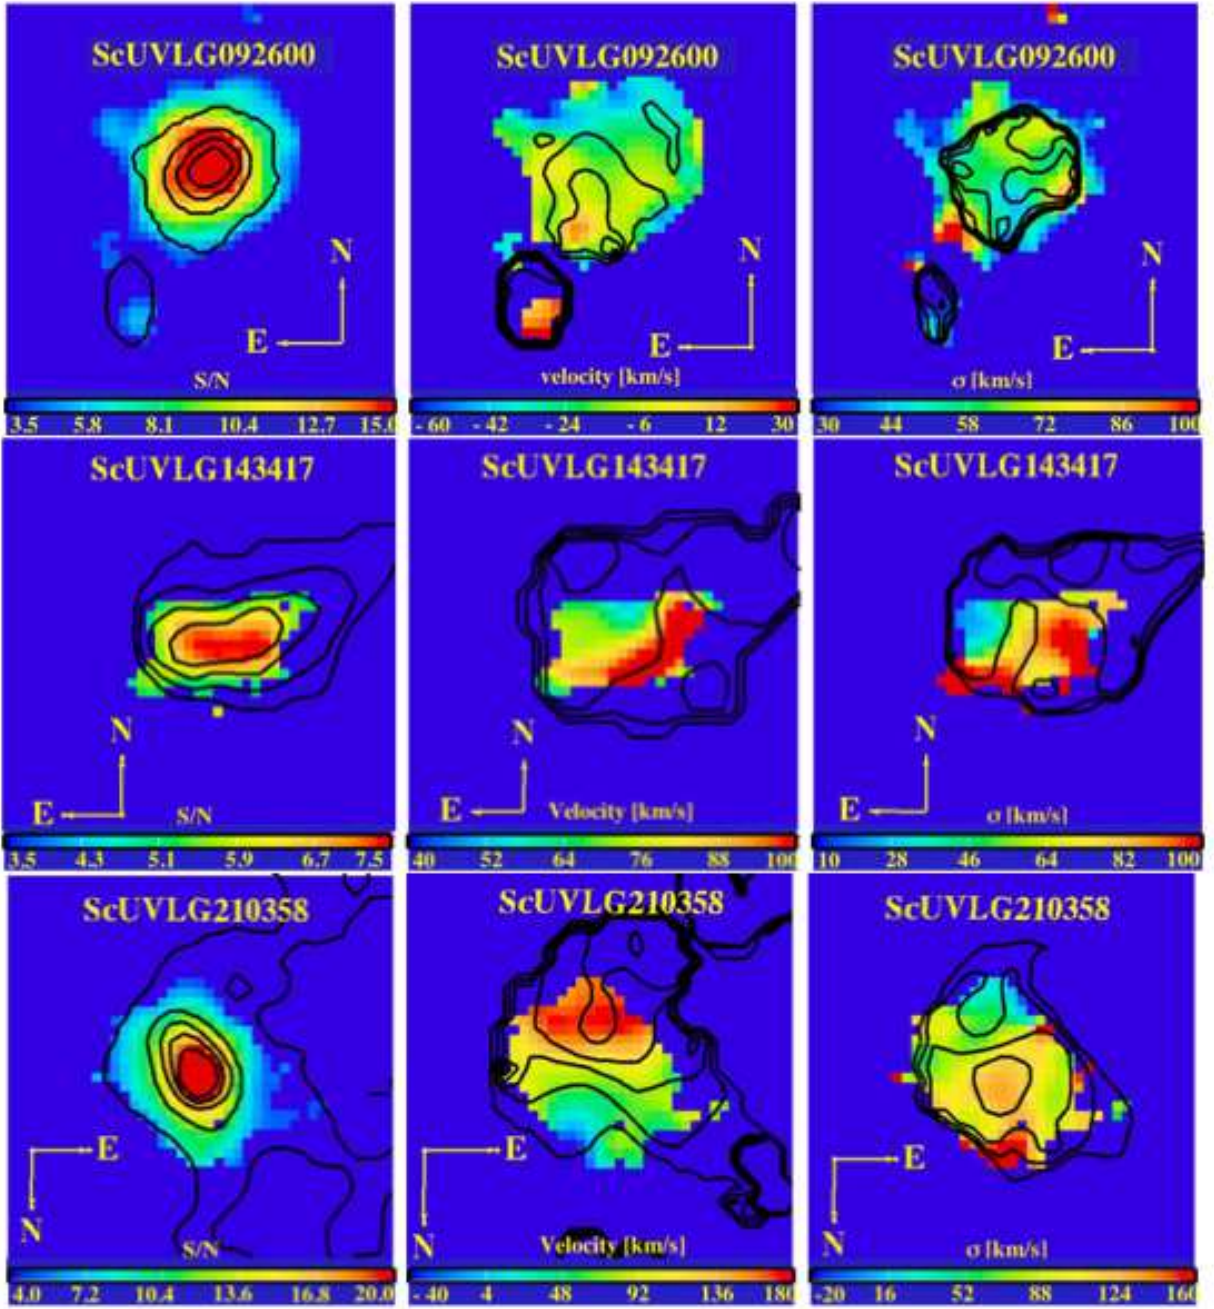 ScUVLG092600 ScUVLG092600 ScUVLG092600
N N N
E E E
S/N velocity [km/s] σ [km/s]
3.5 5.8 8.1 10.4 12.7 15.0 - 60 - 42 - 24 - 6 12 30 30 44 58 72 86 100
ScUVLG143417 ScUVLG143417 ScUVLG143417
N N N
E E E
S/N Velocity [km/s] σ [km/s]
3.5 4.3 5.1 5.9 6.7 7.5 40 52 64 76 88 100 10 28 46 64 82 100
ScUVLG210358 ScUVLG210358 ScUVLG210358
E E E
N N N
S/N Velocity [km/s] σ [km/s]
4.0 7.2 10.4 13.6 16.8 20.0 - 40 4 48 92 136 180 -20 16 52 88 124 160